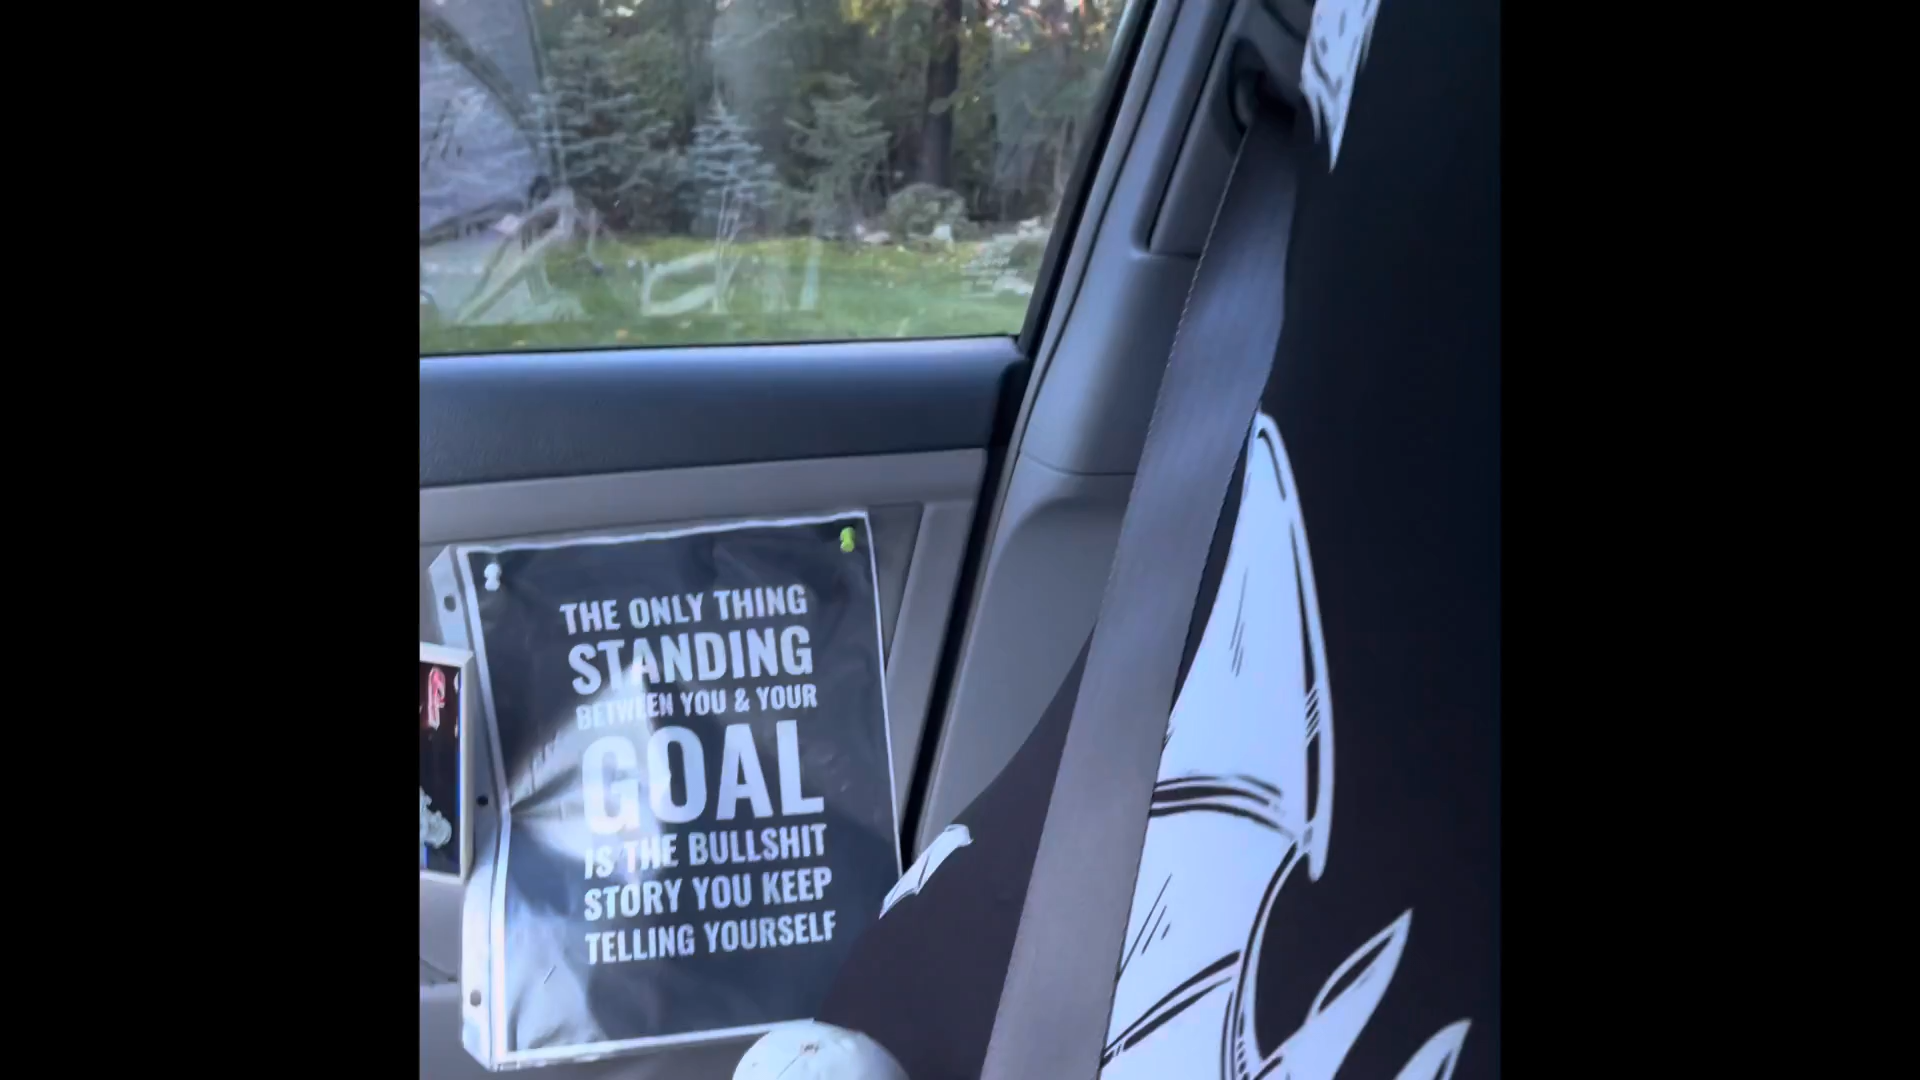 THE ONLY THING
STANDING
BETWEEN YOU & YOUR
GOAL
IS THE BULLSHIT
STORY YOU KEEP
TELLING YOURSELF